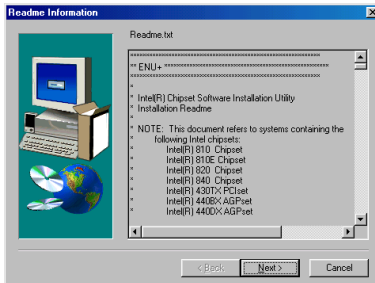 Readme Information
Readme.txt
" ENU+ "
" Intel(R) Chipset Software Installation Utility
" Installation Readme
" NOTE: This document refers to systems containing the
" following Intel chipsets:
" Intel(R) 810 Chipset
" Intel(R) 810E Chipset
" Intel(R) 820 Chipset
" Intel(R) 840 Chipset
" Intel(R) 430TX PCIset
" Intel(R) 440BX AGPset
" Intel(R) 440DX AGPset
< Back Next > Cancel